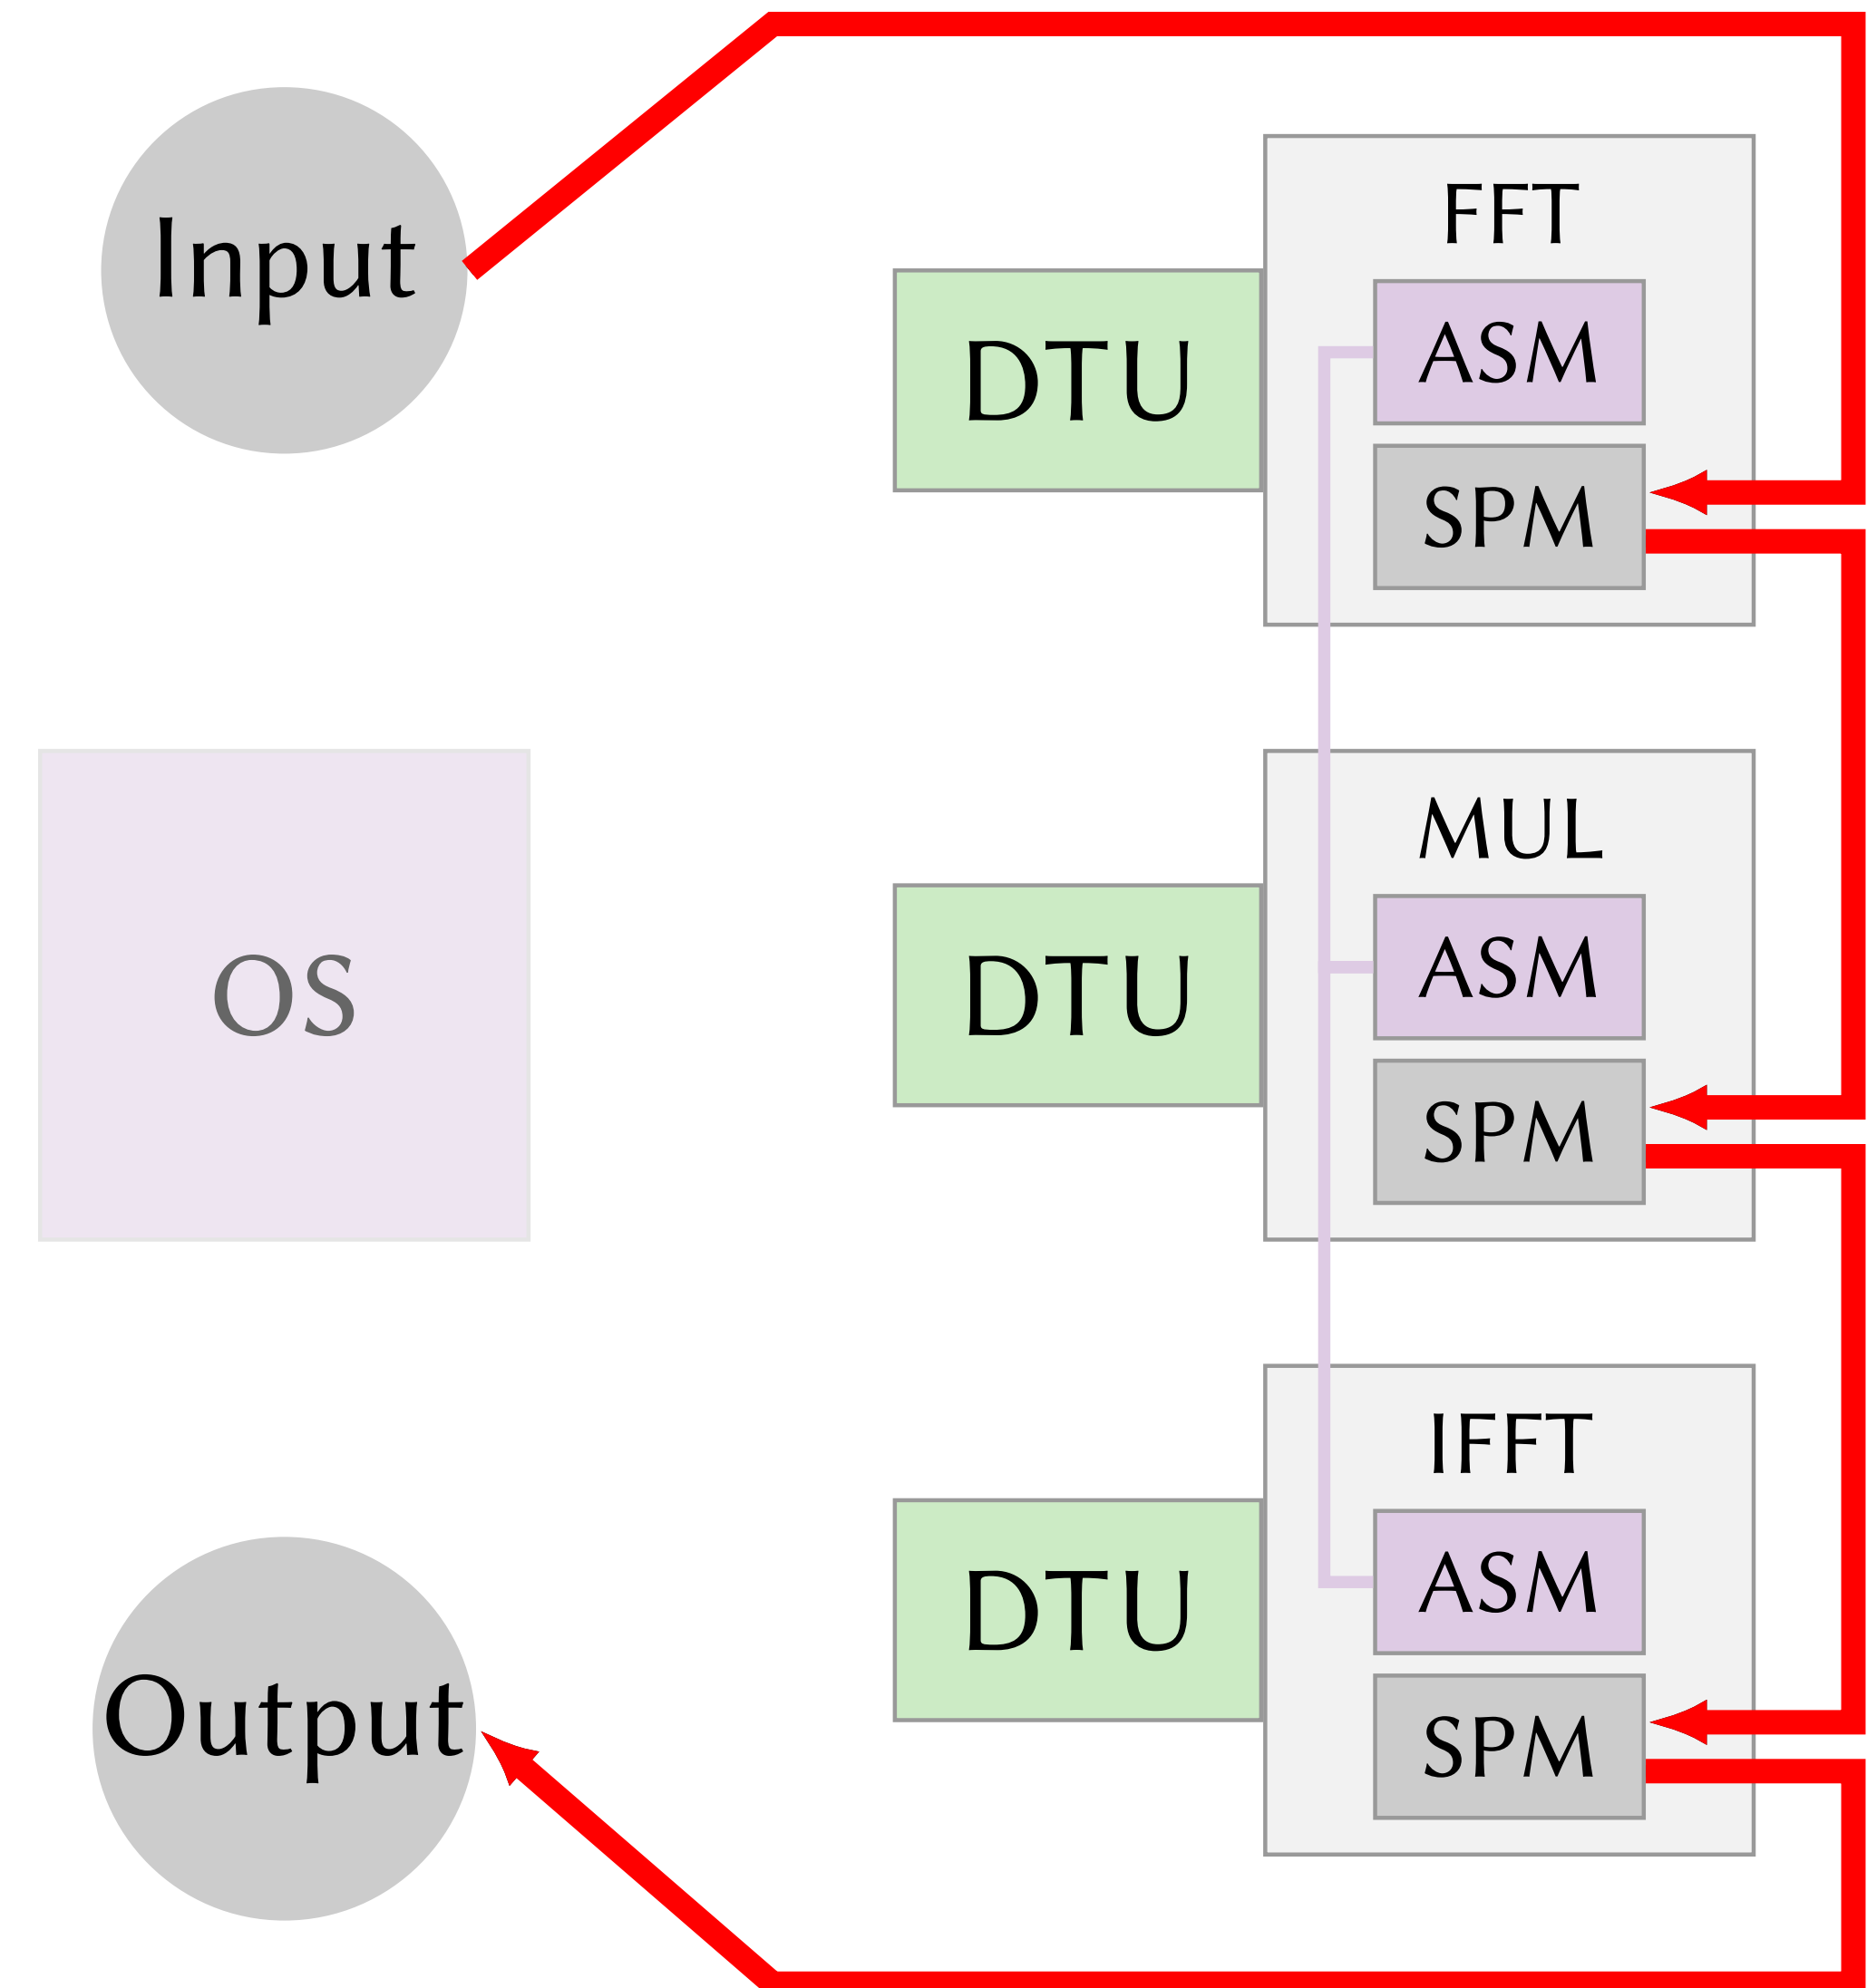 Input
FFT
DTU
ASM
SPM
OS
MUL
DTU
ASM
SPM
IFFT
DTU
ASM
SPM
Output